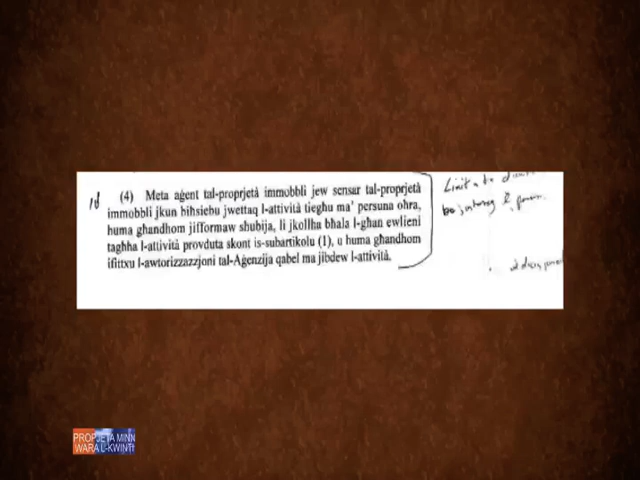 (4) Meta aġent tal-proprjetà immobbli jew sensar tal-proprjetà
immobbli jkun biħsiebu jwettaq l-attività tiegħu ma' persuna oħra,
huma għandhom jifformaw shubija, li jkollha bħala l-għan ewlieni
tagħha l-attività provduta skont is-subartikolu (1), u huma għandhom
ifittxu l-awtorizzazzjoni tal-Aġenzija qabel ma jibdew l-attività.
PROPJETA MINN
WARA L-KWINTI